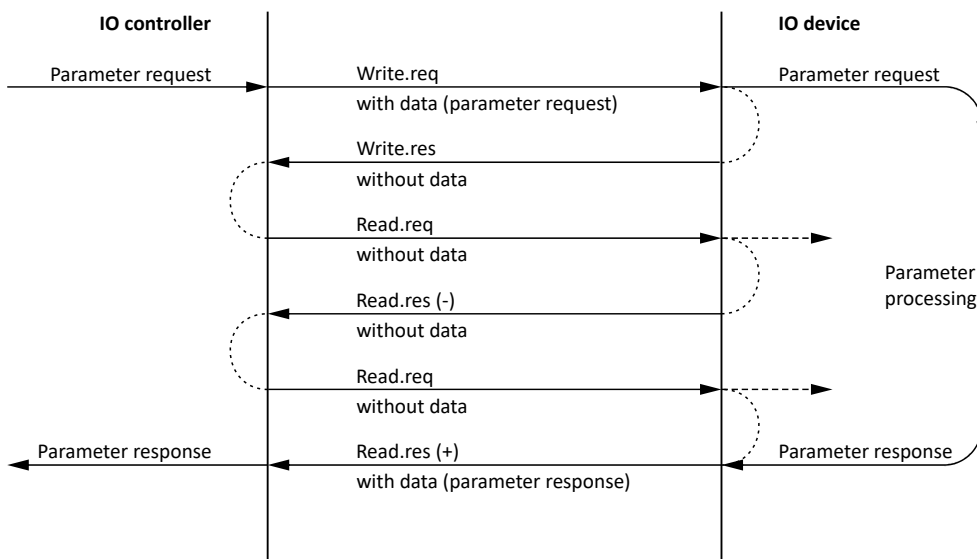 IO controller
IO device
Parameter request
Write.req
with data (parameter request)
Parameter request
Write.res
without data
Read.req
without data
Parameter
processing
Read.res (-)
without data
Read.req
without data
Parameter response
Read.res (+)
with data (parameter response)
Parameter response